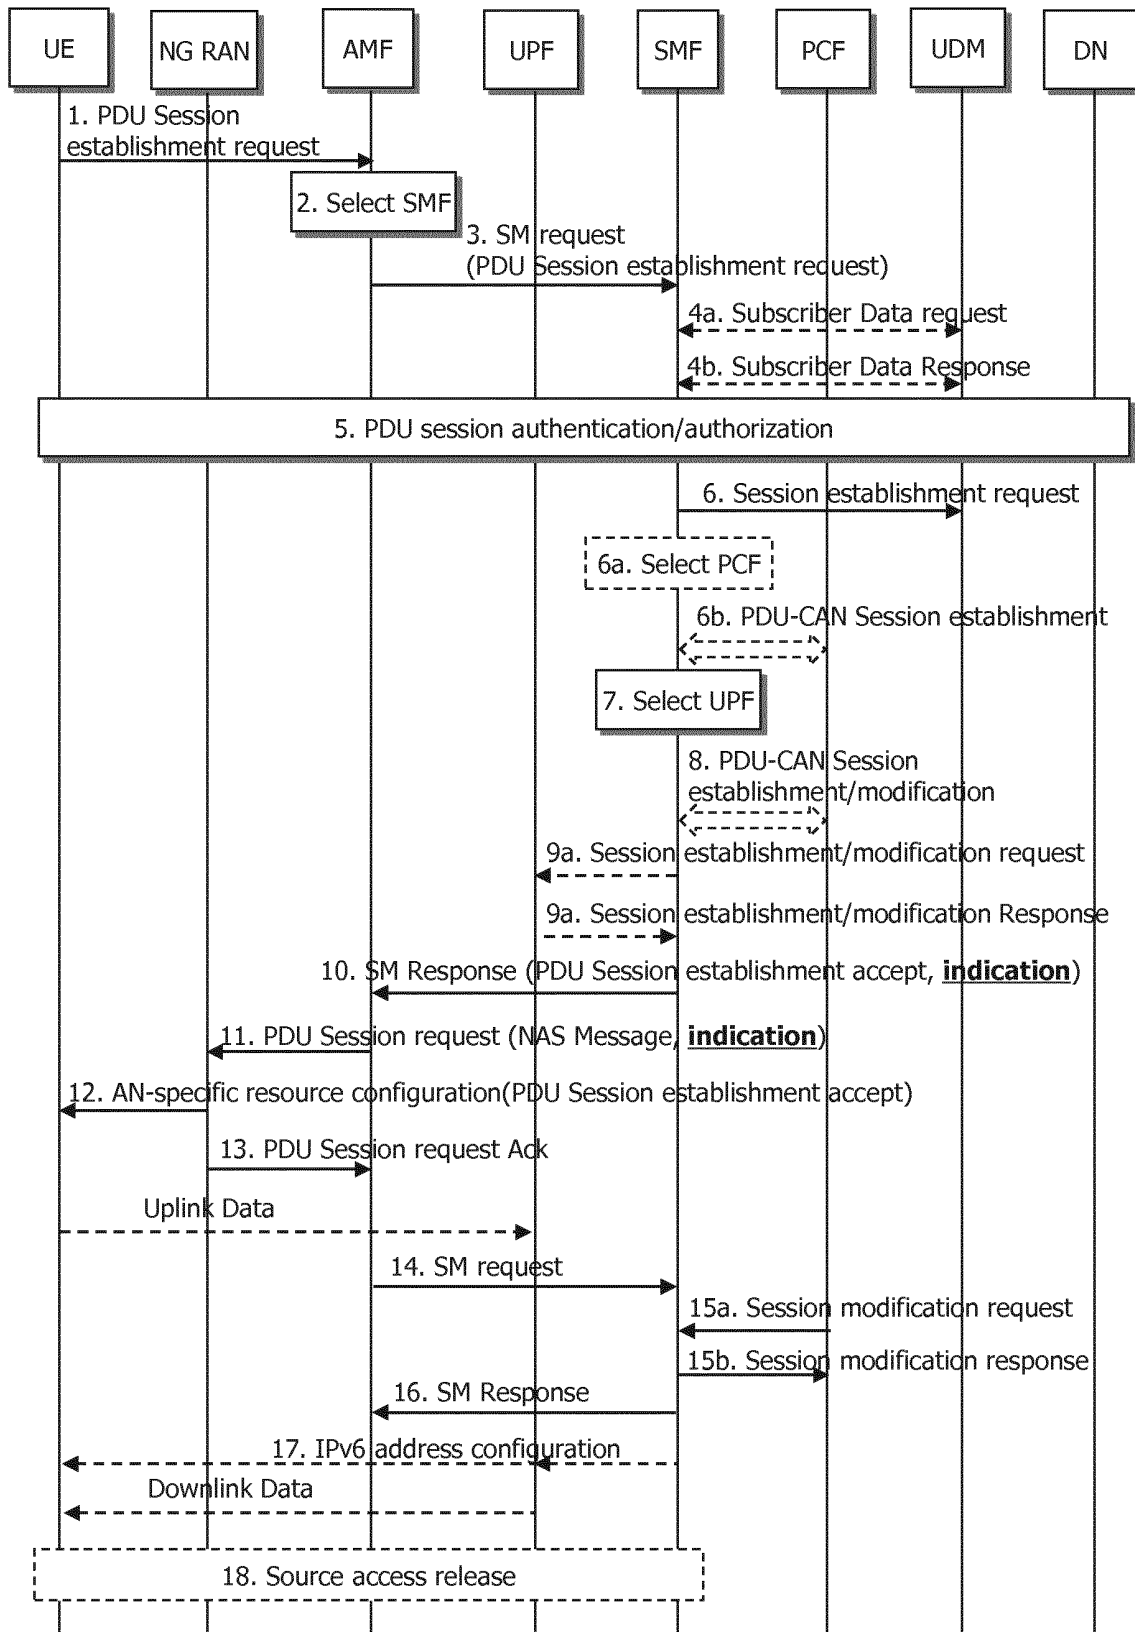 UE
NG RAN
AMF
UPF
SMF
PCF
UDM
DN
1. PDU Session
establishment request
2. Select SMF
3. SM request
(PDU Session establishment request)
4a. Subscriber Data request
4b. Subscriber Data Response
5. PDU session authentication/authorization
6. Session establishment request
6a. Select PCF
6b. PDU-CAN Session establishment
7. Select UPF
8. PDU-CAN Session
establishment/modification
9a. Session establishment/modification request
9a. Session establishment/modification Response
10. SM Response (PDU Session establishment accept, indication)
11. PDU Session request (NAS Message, indication)
12. AN-specific resource configuration(PDU Session establishment accept)
13. PDU Session request Ack
Uplink Data
14. SM request
15a. Session modification request
15b. Session modification response
16. SM Response
17. IPv6 address configuration
Downlink Data
18. Source access release